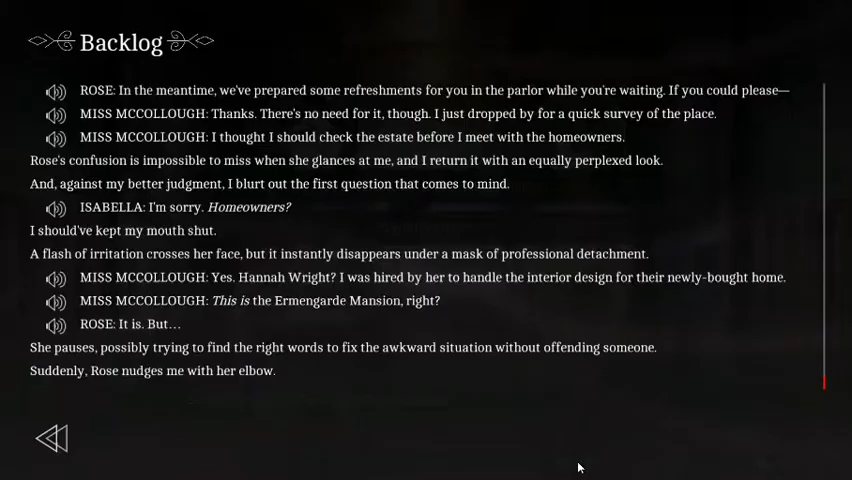 Backlog
ROSE: In the meantime, we've prepared some refreshments for you in the parlor while you're waiting. If you could please—
MISS MCCOLLOUGH: Thanks. There's no need for it, though. I just dropped by for a quick survey of the place.
MISS MCCOLLOUGH: I thought I should check the estate before I meet with the homeowners.
Rose's confusion is impossible to miss when she glances at me, and I return it with an equally perplexed look.
And, against my better judgment, I blurt out the first question that comes to mind.
ISABELLA: I'm sorry. Homeowners?
I should've kept my mouth shut.
A flash of irritation crosses her face, but it instantly disappears under a mask of professional detachment.
MISS MCCOLLOUGH: Yes. Hannah Wright? I was hired by her to handle the interior design for their newly-bought home.
MISS MCCOLLOUGH: This is the Ermengarde Mansion, right?
ROSE: It is. But…
She pauses, possibly trying to find the right words to fix the awkward situation without offending someone.
Suddenly, Rose nudges me with her elbow.